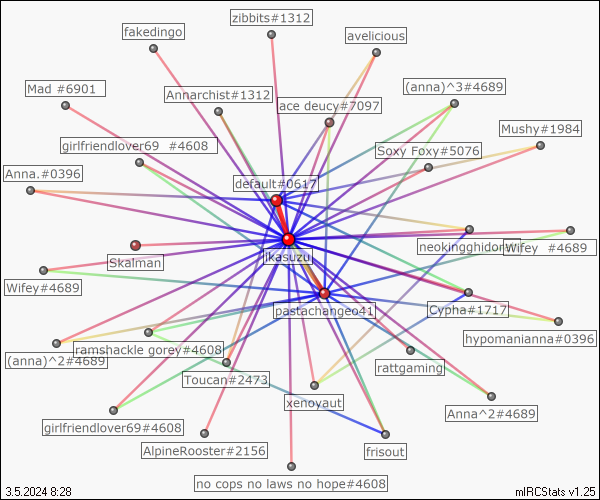 zibbits#1312
fakedingo
avelicious
Mad #6901
(anna)^3#4689
Annarchist#1312
ace deucy#7097
Mushy#1984
girlfriendlover69 #4608
Soxy Foxy#5076
Anna.#0396
default#0617
neokingghidorah
Wifey #4689
ikasuzu
Skalman
Wifey#4689
pastachangeo41
Cypha#1717
hypomanianna#0396
ramshackle gorey#4608
(anna)^2#4689
rattgaming
Toucan#2473
xenoyaut
Anna^2#4689
girlfriendlover69#4608
AlpineRooster#2156
frisout
no cops no laws no hope#4608
3.5.2024 8:28
mIRCStats v1.25